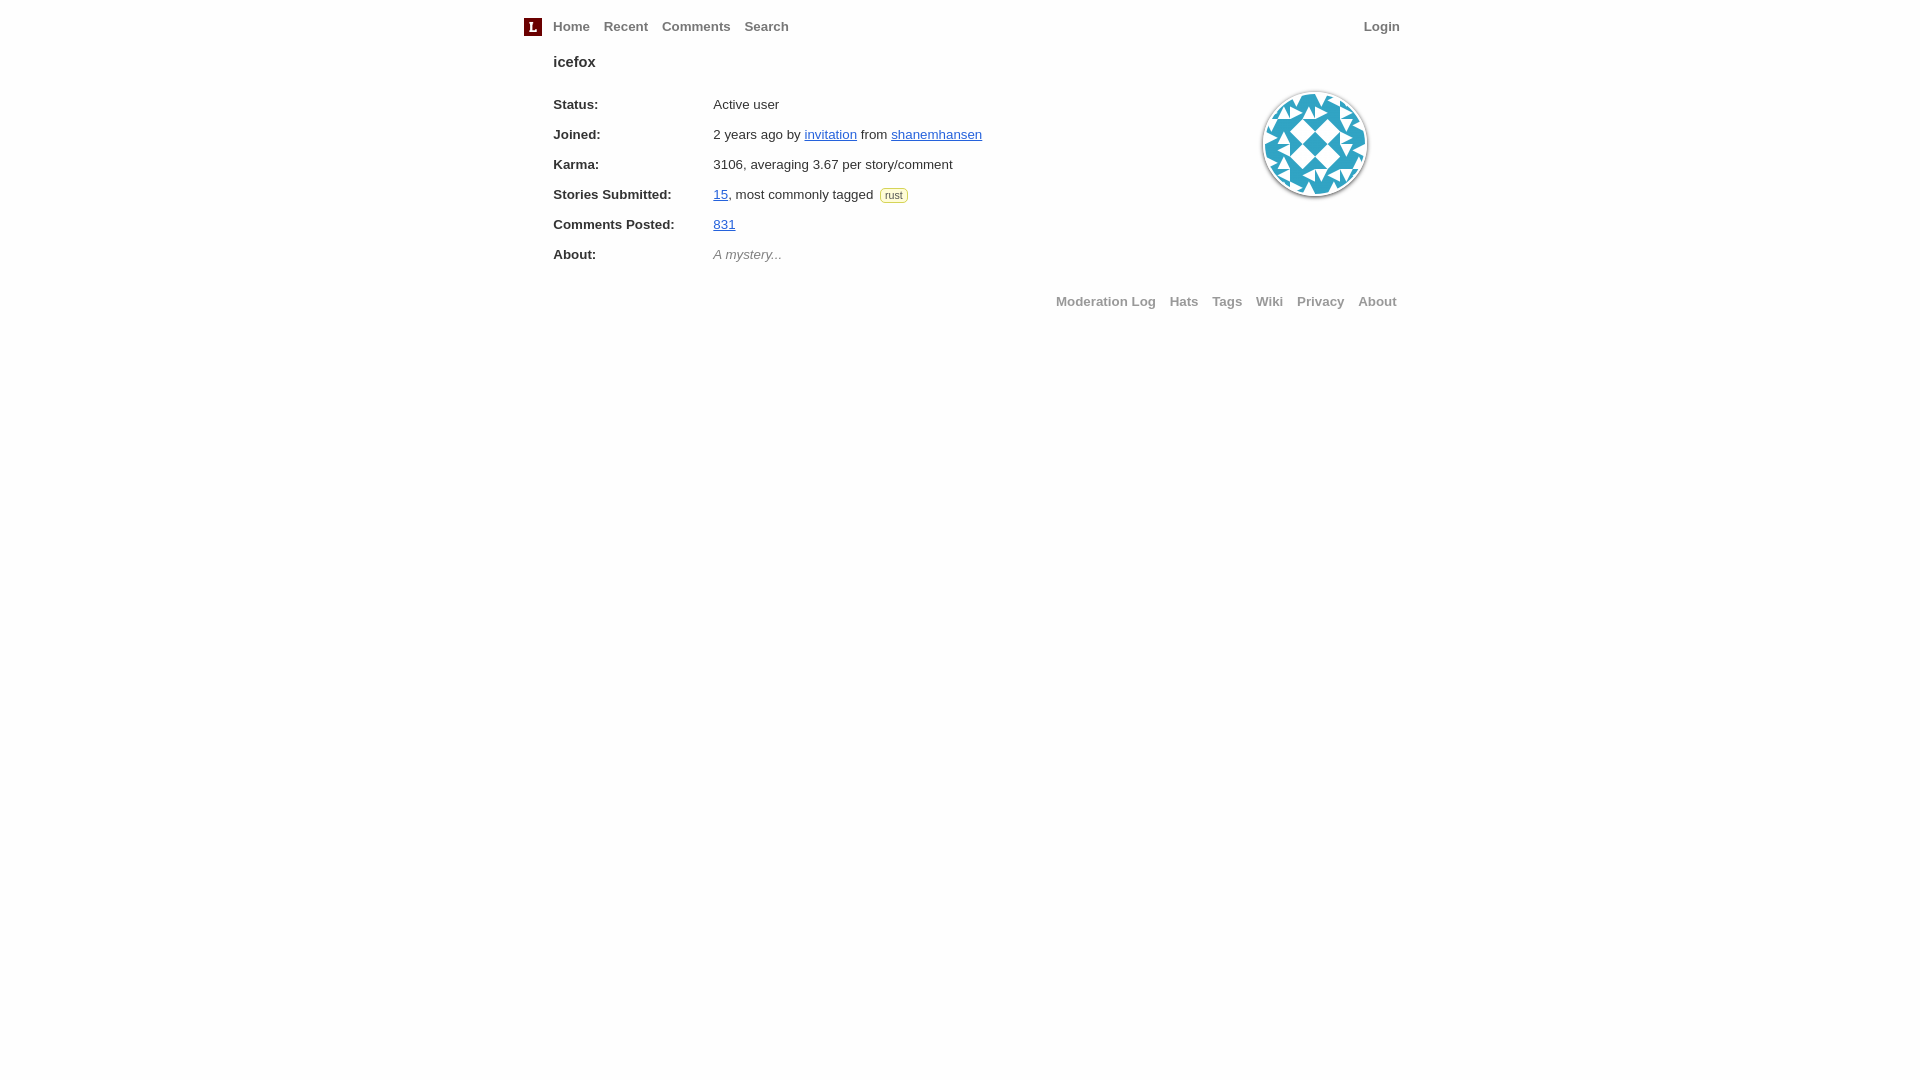 L Home Recent Comments Search Login
icefox
Status: Active user
Joined: 2 years ago by invitation from shanemhansen
Karma: 3106, averaging 3.67 per story/comment
Stories Submitted: 15, most commonly tagged rust
Comments Posted: 831
About: A mystery...
Moderation Log Hats Tags Wiki Privacy About